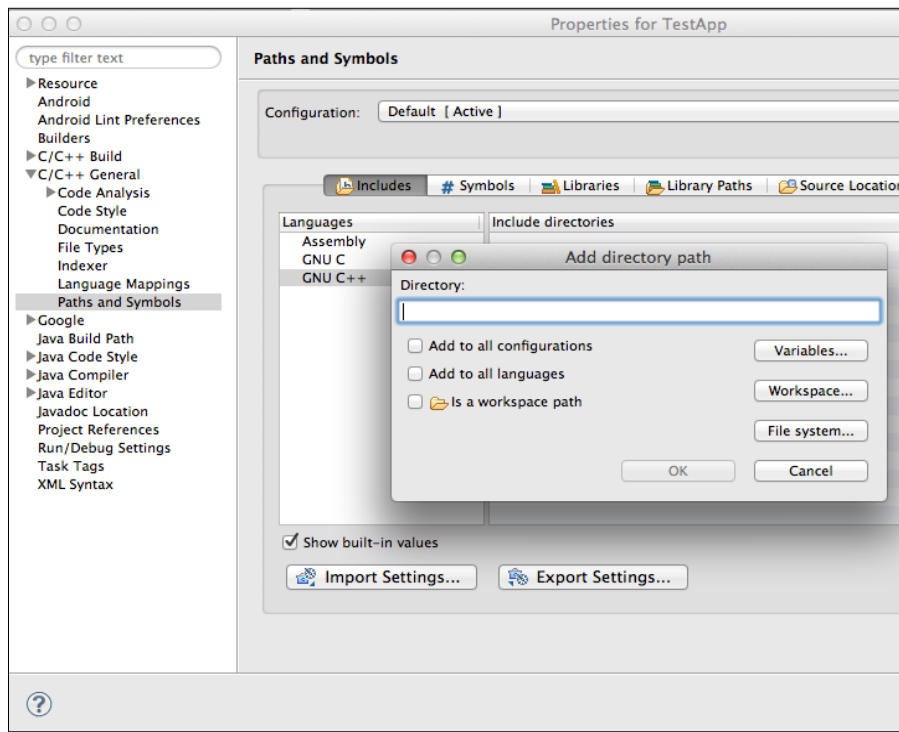 Properties for TestApp
type filter text
Resource
Android
Android Lint Preferences
Builders
C/C++ Build
C/C++ General
Code Analysis
Code Style
Documentation
File Types
Indexer
Language Mappings
Paths and Symbols
Google
Java Build Path
Java Code Style
Java Compiler
Java Editor
Javadoc Location
Project References
Run/Debug Settings
Task Tags
XML Syntax
Paths and Symbols
Configuration: Default [ Active ]
Includes # Symbols Libraries Library Paths Source Location
Languages Include directories
Assembly
GNU C
GNU C++
Add directory path
Directory:
Add to all configurations
Add to all languages
Is a workspace path
Variables...
Workspace...
File system...
OK Cancel
Show built-in values
Import Settings... Export Settings...
?